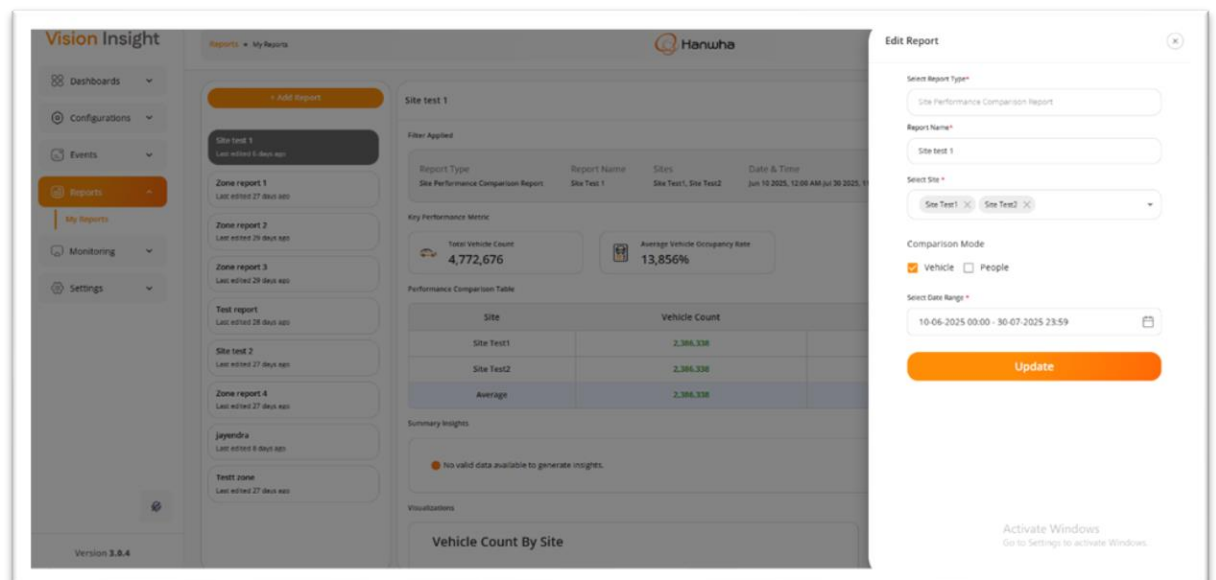 Vision Insight
Dashboards
Configurations
Events
Reports
My Reports
Monitoring
Settings
Version 3.0.4
Reports • My Reports
Hanwha
+ Add Report
Site test 1
Last edited 5 days ago
Zone report 1
Last edited 27 days ago
Zone report 2
Last edited 29 days ago
Zone report 3
Last edited 29 days ago
Test report
Last edited 28 days ago
Site test 2
Last edited 27 days ago
Zone report 4
Last edited 27 days ago
jayendra
Last edited 8 days ago
Testt zone
Last edited 27 days ago
Site test 1
Filter Applied
Report Type Report Name Sites Date & Time
Site Performance Comparison Report Site Test 1 Site Test1, Site Test2 Jun 10 2025, 12:00 AM-Jul 30 2025, 11
Key Performance Metric
Total Vehicle Count
4,772,676
Average Vehicle Occupancy Rate
13,856%
Performance Comparison Table
Site Vehicle Count
Site Test1 2,386,338
Site Test2 2,386,338
Average 2,386,338
Summary Insights
No valid data available to generate insights.
Visualizations
Vehicle Count By Site
Edit Report
Select Report Type*
Site Performance Comparison Report
Report Name*
Site test 1
Select Site *
Site Test1 Site Test2
Comparison Mode
Vehicle People
Select Date Range *
10-06-2025 00:00 - 30-07-2025 23:59
Update
Activate Windows
Go to Settings to activate Windows.